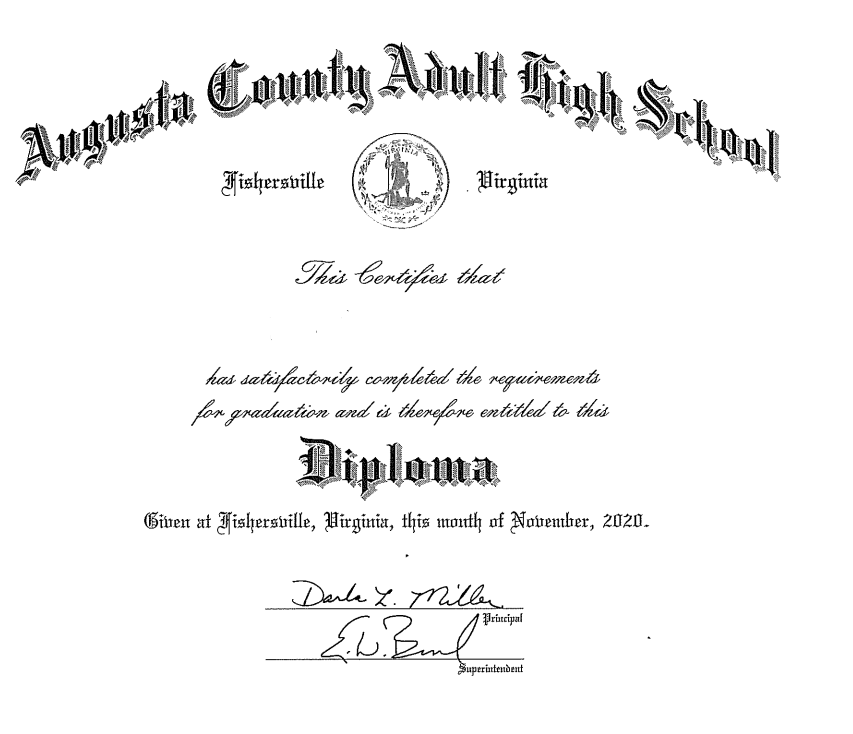 Augusta County Adult High School
Fishersville Virginia
VIRGINIA
This Certifies that
has satisfactorily completed the requirements
for graduation and is therefore entitled to this
Diploma
Given at Fishersville, Virginia, this month of November, 2020.
Darla L. Miller
Principal
E.W.
Superintendent